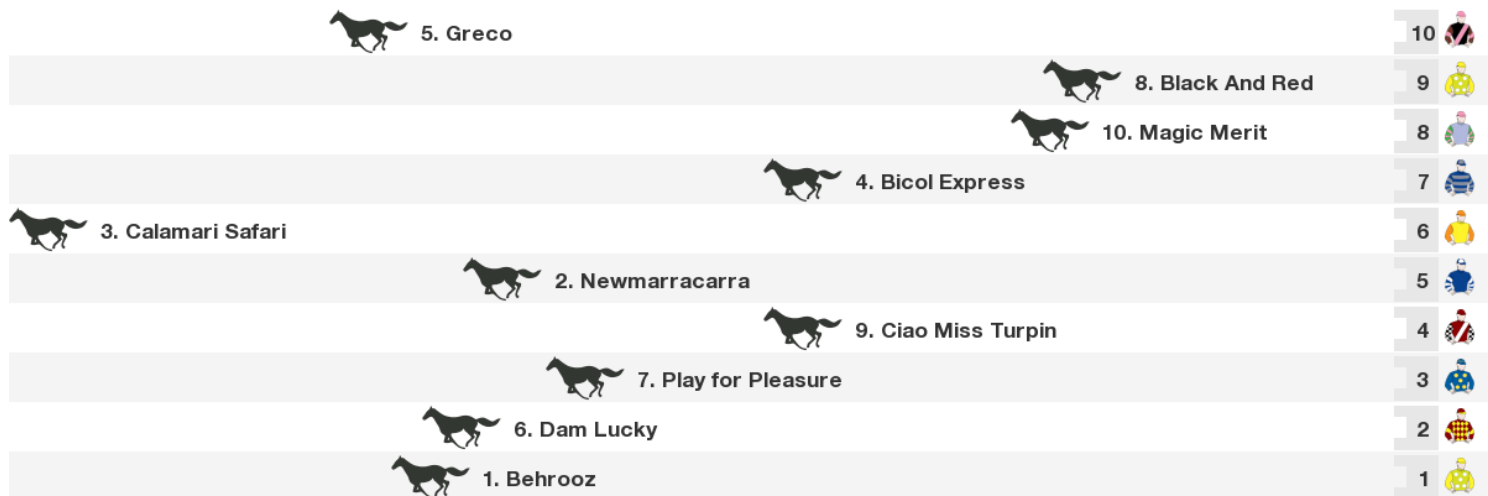 5. Greco 10
8. Black And Red 9
10. Magic Merit 8
4. Bicol Express 7
3. Calamari Safari 6
2. Newmarracarra 5
9. Ciao Miss Turpin 4
7. Play for Pleasure 3
6. Dam Lucky 2
1. Behrooz 1